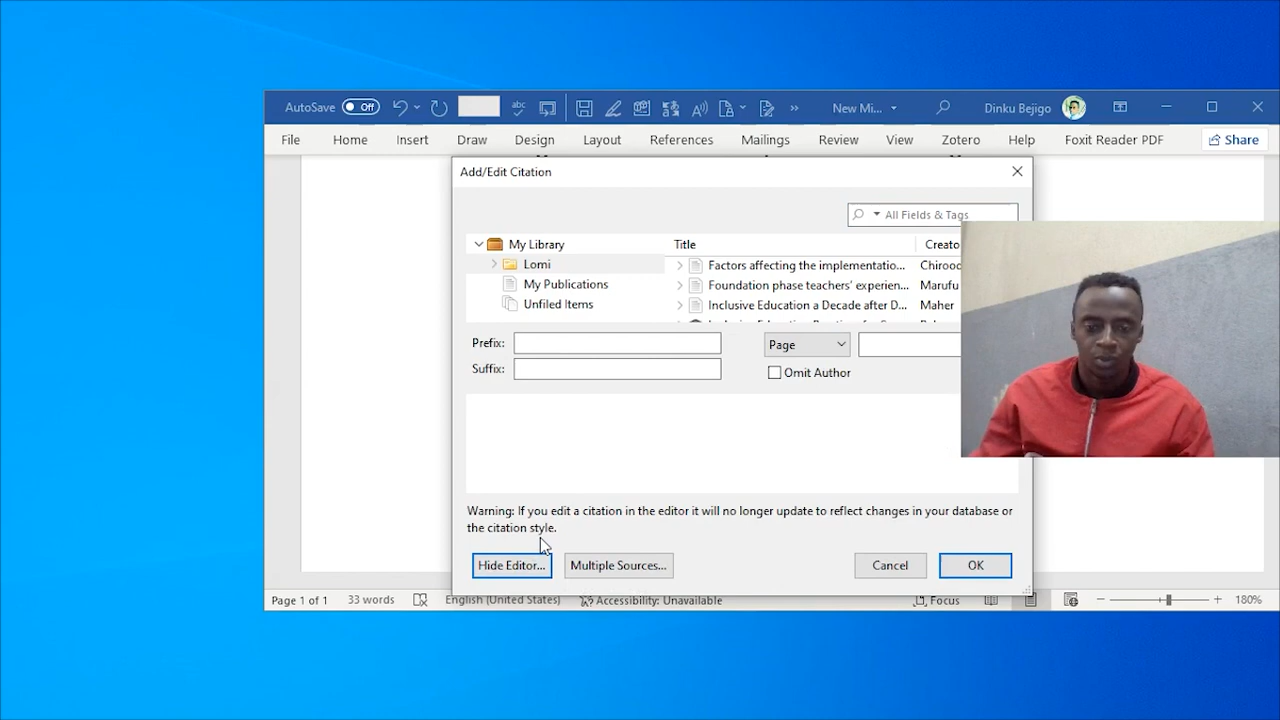 AutoSave Off
New Mi...
Dinku Bejigo
File Home Insert Draw Design Layout References Mailings Review View Zotero Help Foxit Reader PDF Share
Add/Edit Citation
All Fields & Tags
My Library
Lomi
My Publications
Unfiled Items
Title Creato
Factors affecting the implementatio... Chirood
Foundation phase teachers' experien... Marufu
Inclusive Education a Decade after D... Maher
Prefix:
Page
Suffix:
Omit Author
Warning: If you edit a citation in the editor it will no longer update to reflect changes in your database or
the citation style.
Hide Editor... Multiple Sources... Cancel OK
Page 1 of 1 33 words English (United States) Accessibility: Unavailable Focus 180%